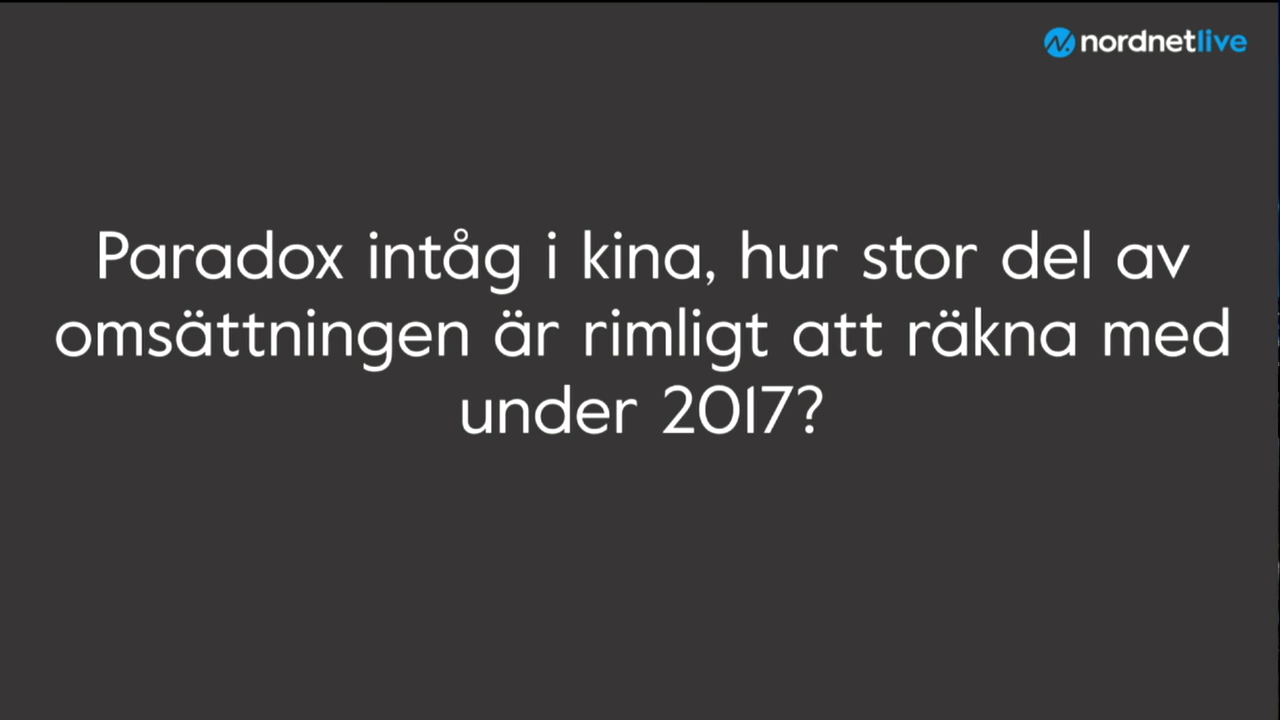 nordnetlive
Paradox intåg i kina, hur stor del av
omsättningen är rimligt att räkna med
under 2017?